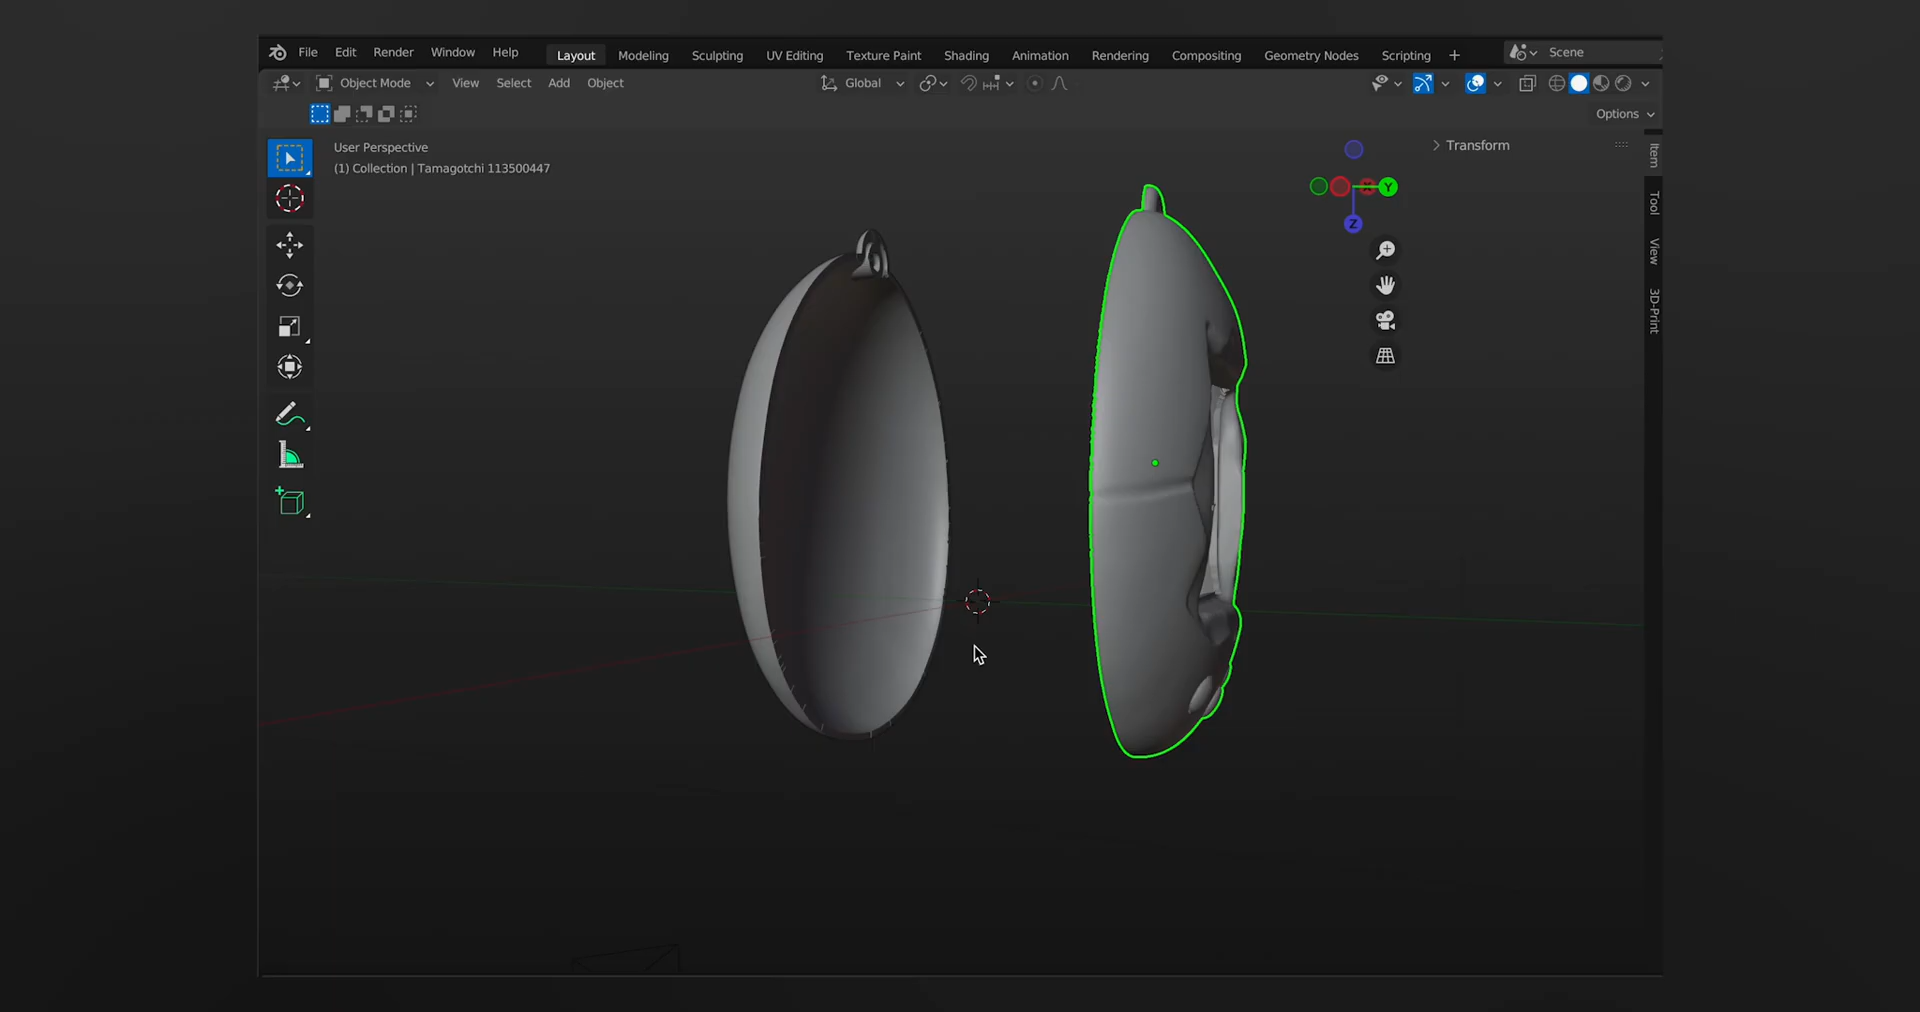 File Edit Render Window Help Layout Modeling Sculpting UV Editing Texture Paint Shading Animation Rendering Compositing Geometry Nodes Scripting + Scene
Object Mode View Select Add Object Global
Options
User Perspective
(1) Collection | Tamagotchi 113500447
Transform
Item
Tool
View
3D-Print
Y
Z